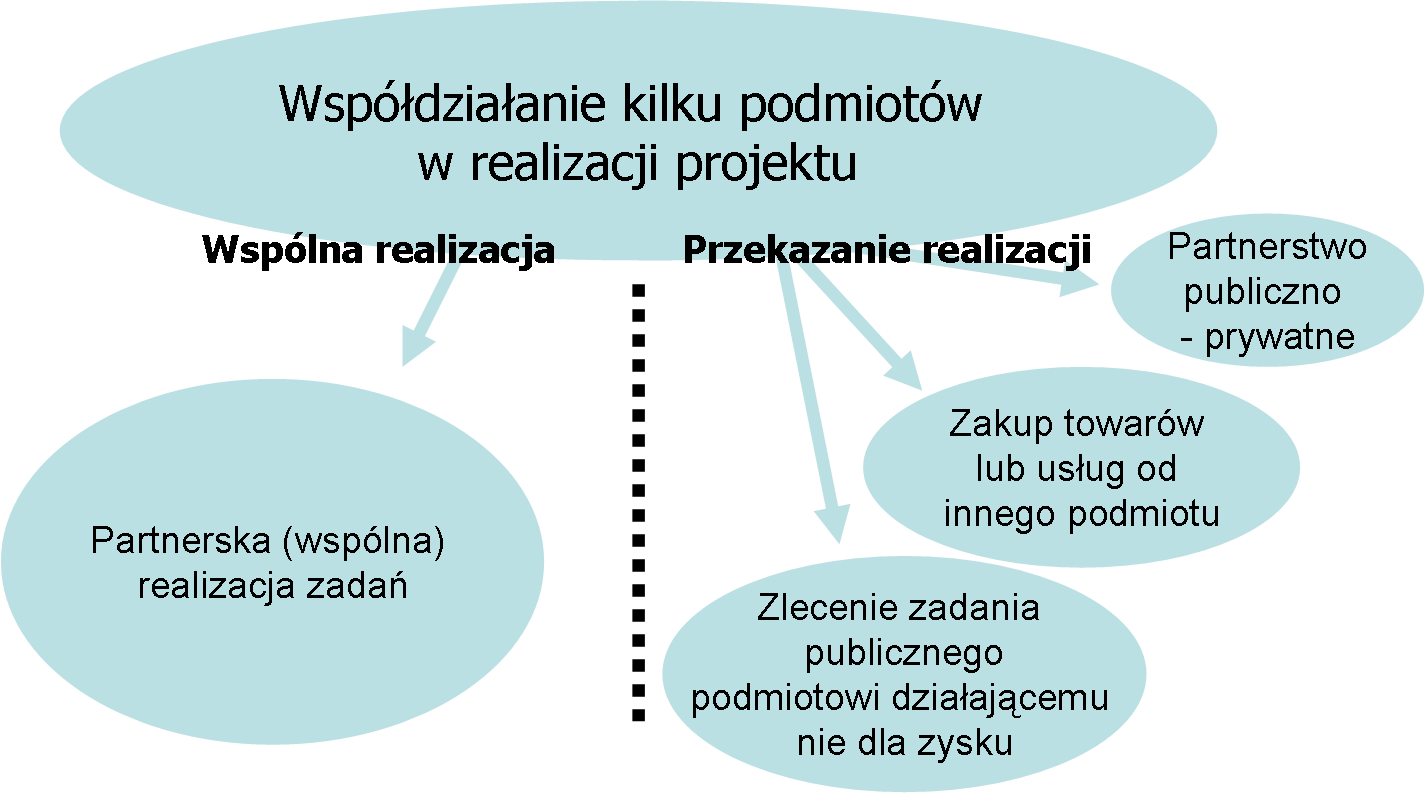 Współdziałanie kilku podmiotów
w realizacji projektu
Wspólna realizacja
Przekazanie realizacji
Partnerstwo
publiczno
- prywatne
Zakup towarów
lub usług od
innego podmiotu
Partnerska (wspólna)
realizacja zadań
Zlecenie zadania
publicznego
podmiotowi działającemu
nie dla zysku